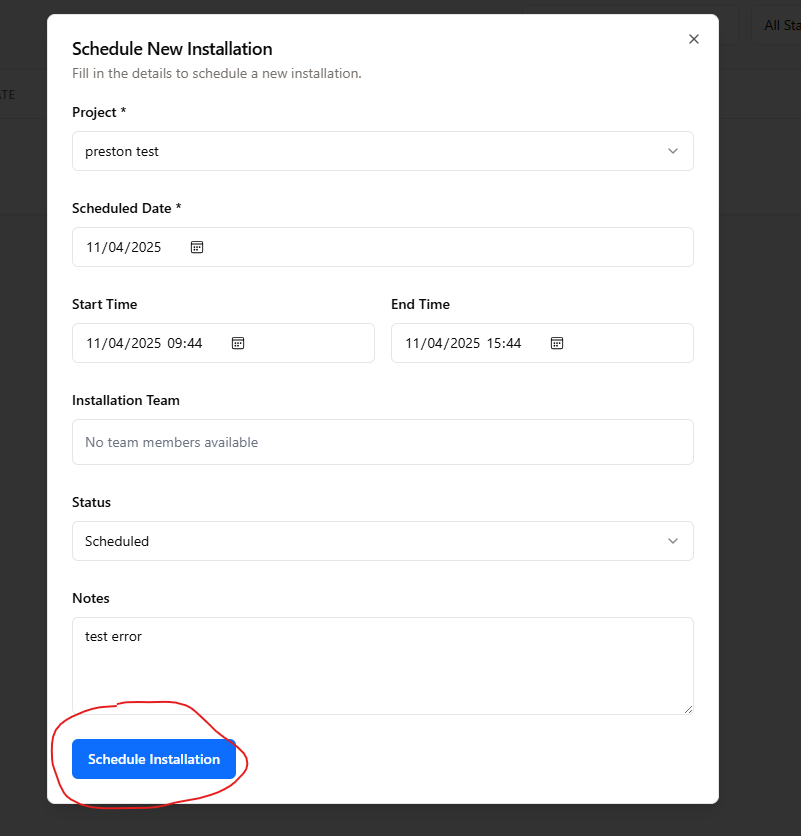 All Sta
ATE
Schedule New Installation
Fill in the details to schedule a new installation.
Project *
preston test
Scheduled Date *
11/04/2025
Start Time
End Time
11/04/2025 09:44
11/04/2025 15:44
Installation Team
No team members available
Status
Scheduled
Notes
test error
Schedule Installation